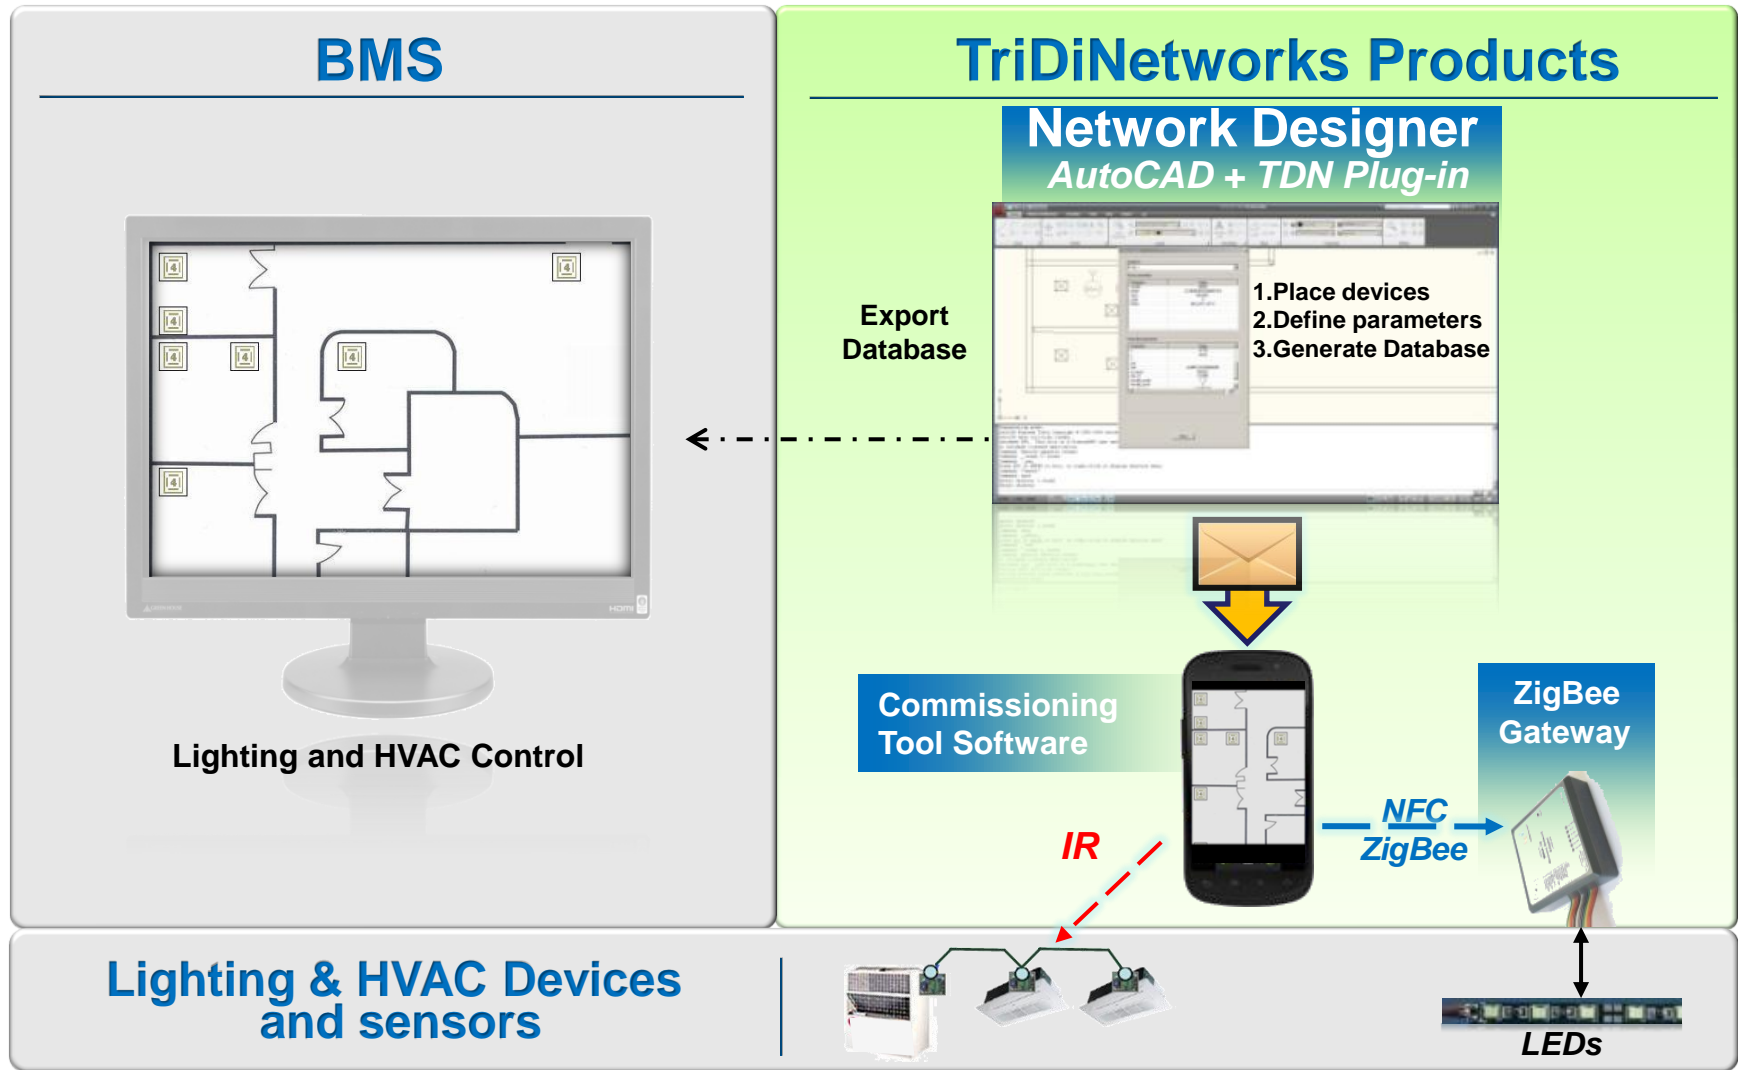 BMS
TriDiNetworks Products
Network Designer
AutoCAD + TDN Plug-in
Export
Database
1.Place devices
2.Define parameters
3.Generate Database
HDMI
Lighting and HVAC Control
Commissioning
Tool Software
ZigBee
Gateway
NFC
ZigBee
IR
Lighting & HVAC Devices
and sensors
LEDs